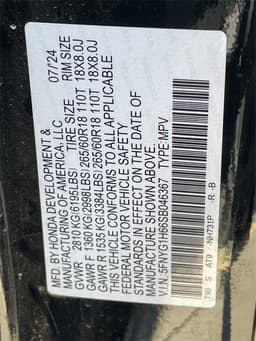 MFD. BY HONDA DEVELOPMENT & 07/24
MANUFACTURING OF AMERICA, LLC
TIRE SIZE RIM SIZE
GVWR 2810 KG(6195LBS)
GAWR F 1360 KG(2998LBS)265/60R18 110T 18X8.0J
GAWR R 1535 KG(3384LBS)265/60R18 110T 18X8.0J
THIS VEHICLE CONFORMS TO ALL APPLICABLE
FEDERAL MOTOR VEHICLE SAFETY
STANDARDS IN EFFECT ON THE DATE OF
MANUFACTURE SHOWN ABOVE.
V.I.N.:5FNYG1H66SB046367 TYPE:MPV
T90 S AT9 -NH731P -R -B